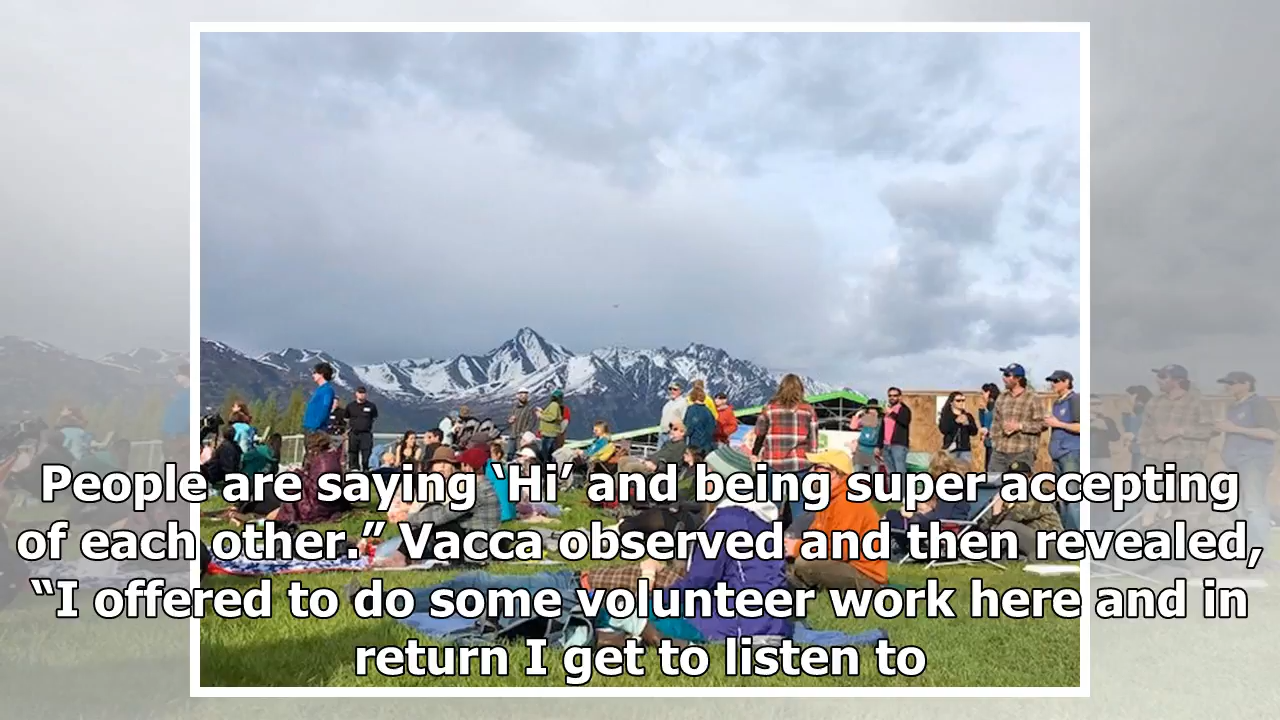 People are saying ‘Hi’ and being super accepting
of each other.” Vacca observed and then revealed,
“I offered to do some volunteer work here and in
return I get to listen to